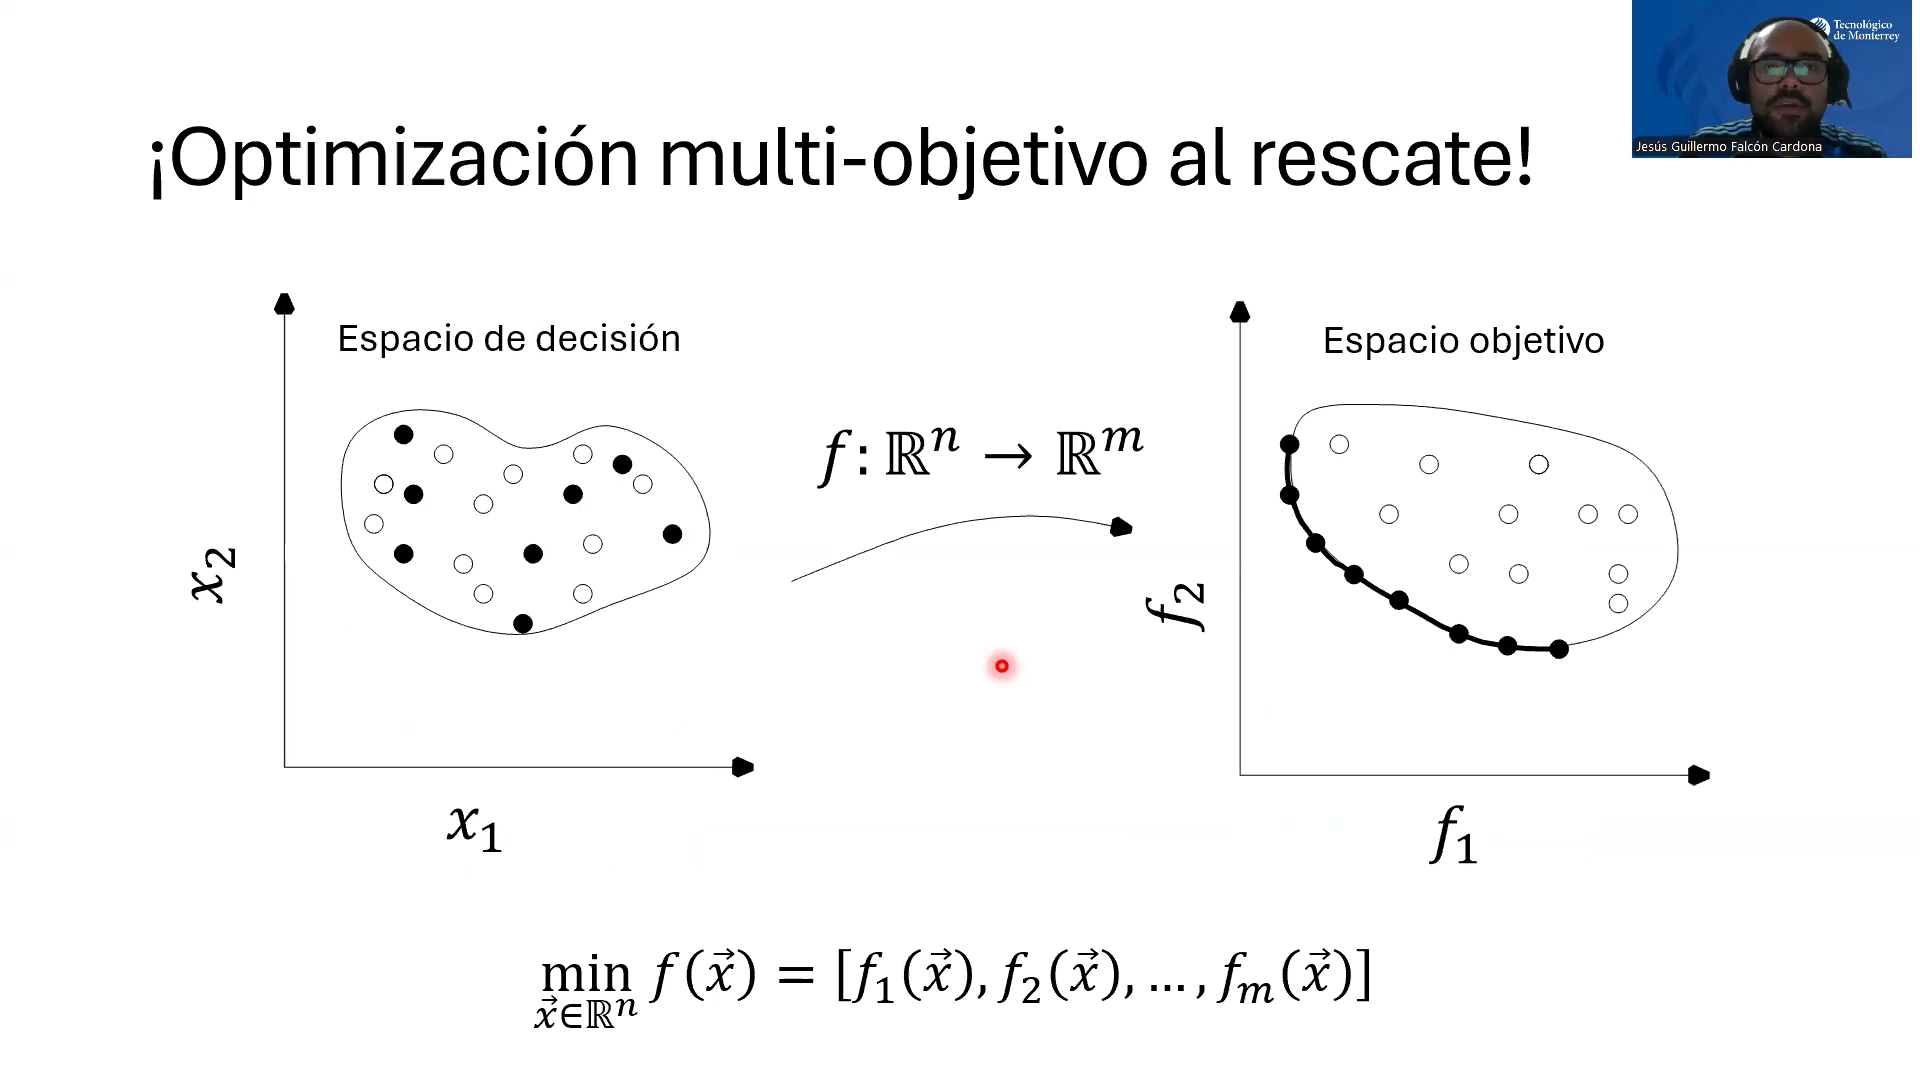 Tecnológico
de Monterrey
Jesús Guillermo Falcón Cardona
¡Optimización multi-objetivo al rescate!
Espacio de decisión
Espacio objetivo
f: ℝⁿ → ℝᵐ
x₂
f₂
x₁
f₁
min f(x⃗) = [f₁(x⃗), f₂(x⃗), … , fₘ(x⃗)]
x⃗∈ℝⁿ